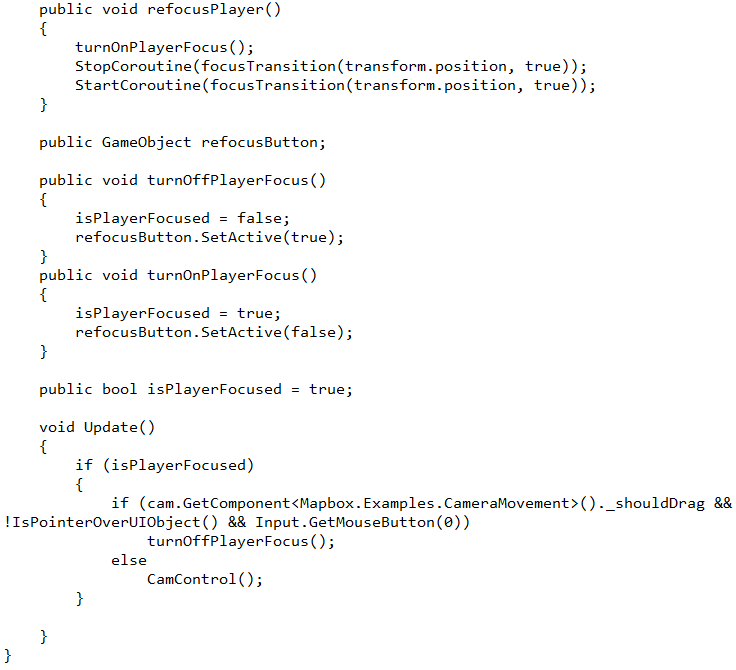 public void refocusPlayer()
{
turnOnPlayerFocus();
StopCoroutine(focusTransition(transform.position, true));
StartCoroutine(focusTransition(transform.position, true));
}
public GameObject refocusButton;
public void turnOffPlayerFocus()
{
isPlayerFocused = false;
refocusButton.SetActive(true);
}
public void turnOnPlayerFocus()
{
isPlayerFocused = true;
refocusButton.SetActive(false);
}
public bool isPlayerFocused = true;
void Update()
{
if (isPlayerFocused)
{
if (cam.GetComponent<Mapbox.Examples.CameraMovement>()._shouldDrag &&
!IsPointerOverUIObject() && Input.GetMouseButton(0))
turnOffPlayerFocus();
else
CamControl();
}
}
}